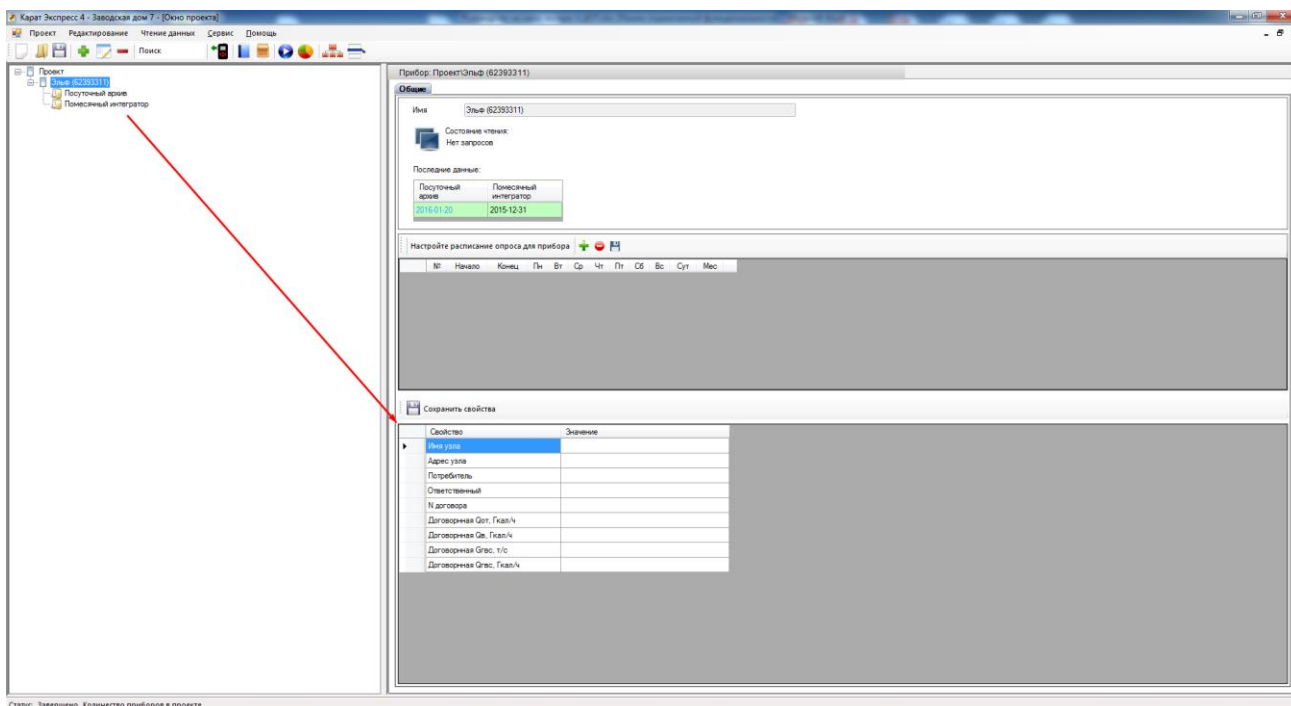 Карат Экспресс 4 - Заводская дом 7 - [Окно проекта]
Проект Редактирование Чтение данных Сервис Помощь
Поиск
Проект
Эльф (62393311)
Посуточный архив
Помесячный интегратор
Прибор: Проект\Эльф (62393311)
Общие
Имя Эльф (62393311)
Состояние чтения:
Нет запросов
Последние данные:
Посуточный архив Помесячный интегратор
2016-01-20 2015-12-31
Настройте расписание опроса для прибора
№ Начало Конец Пн Вт Ср Чт Пт Сб Вс Сут Мес
Сохранить свойства
Свойство Значение
Имя узла
Адрес узла
Потребитель
Ответственный
N договора
Договорнная Qот, Гкал/ч
Договорнная Qв, Гкал/ч
Договорнная Gгвс, т/с
Договорнная Qгвс, Гкал/ч
Статус: Завершено. Количество приборов в проекте